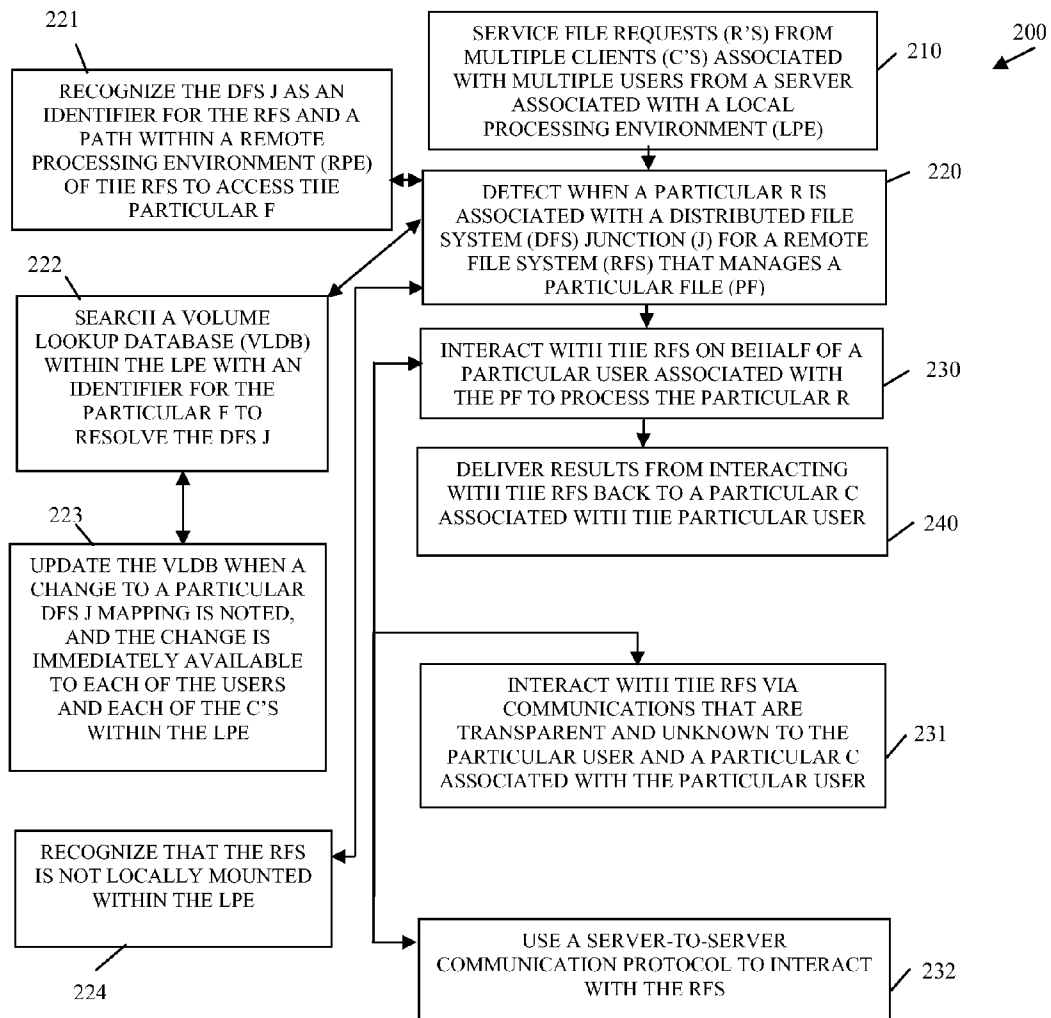 200
210
SERVICE FILE REQUESTS (R'S) FROM
MULTIPLE CLIENTS (C'S) ASSOCIATED
WITH MULTIPLE USERS FROM A SERVER
ASSOCIATED WITH A LOCAL
PROCESSING ENVIRONMENT (LPE)
221
RECOGNIZE THE DFS J AS AN
IDENTIFIER FOR THE RFS AND A
PATH WITHIN A REMOTE
PROCESSING ENVIRONMENT (RPE)
OF THE RFS TO ACCESS THE
PARTICULAR F
220
DETECT WHEN A PARTICULAR R IS
ASSOCIATED WITH A DISTRIBUTED FILE
SYSTEM (DFS) JUNCTION (J) FOR A REMOTE
FILE SYSTEM (RFS) THAT MANAGES A
PARTICULAR FILE (PF)
222
SEARCH A VOLUME
LOOKUP DATABASE (VLDB)
WITHIN THE LPE WITH AN
IDENTIFIER FOR THE
PARTICULAR F TO
RESOLVE THE DFS J
INTERACT WITH THE RFS ON BEHALF OF A
PARTICULAR USER ASSOCIATED WITH
THE PF TO PROCESS THE PARTICULAR R
230
DELIVER RESULTS FROM INTERACTING
WITH THE RFS BACK TO A PARTICULAR C
ASSOCIATED WITH THE PARTICULAR USER
240
223
UPDATE THE VLDB WHEN A
CHANGE TO A PARTICULAR
DFS J MAPPING IS NOTED,
AND THE CHANGE IS
IMMEDIATELY AVAILABLE
TO EACH OF THE USERS
AND EACH OF THE C'S
WITHIN THE LPE
INTERACT WITH THE RFS VIA
COMMUNICATIONS THAT ARE
TRANSPARENT AND UNKNOWN TO THE
PARTICULAR USER AND A PARTICULAR C
ASSOCIATED WITH THE PARTICULAR USER
231
RECOGNIZE THAT THE RFS
IS NOT LOCALLY MOUNTED
WITHIN THE LPE
224
USE A SERVER-TO-SERVER
COMMUNICATION PROTOCOL TO INTERACT
WITH THE RFS
232